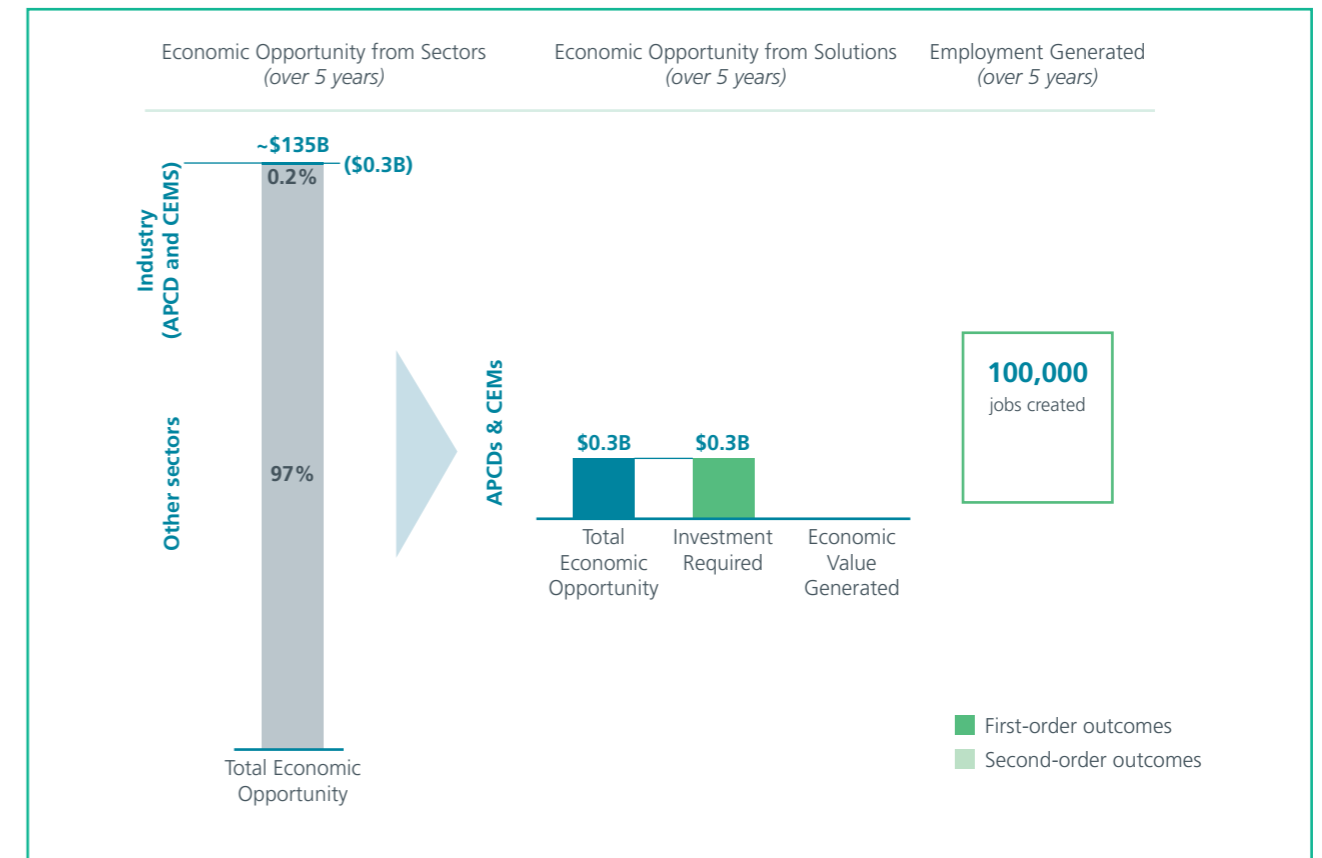 Economic Opportunity from Sectors
(over 5 years)
Economic Opportunity from Solutions
(over 5 years)
Employment Generated
(over 5 years)
~$135B
($0.3B)
0.2%
Industry
(APCD and CEMS)
Other sectors
97%
Total Economic
Opportunity
APCDs & CEMs
$0.3B
$0.3B
Total
Economic
Opportunity
Investment
Required
Economic
Value
Generated
100,000
jobs created
First-order outcomes
Second-order outcomes